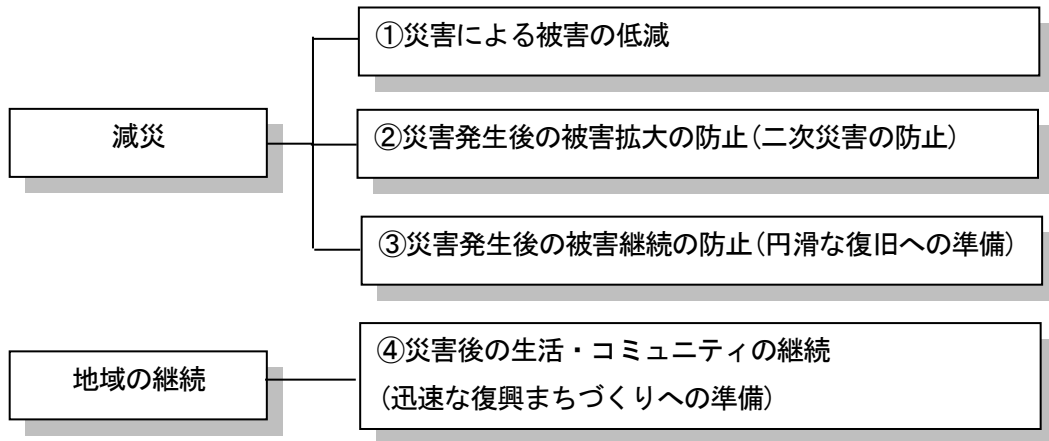 減災
①災害による被害の低減
②災害発生後の被害拡大の防止(二次災害の防止)
③災害発生後の被害継続の防止(円滑な復旧への準備)
地域の継続
④災害後の生活・コミュニティの継続
(迅速な復興まちづくりへの準備)